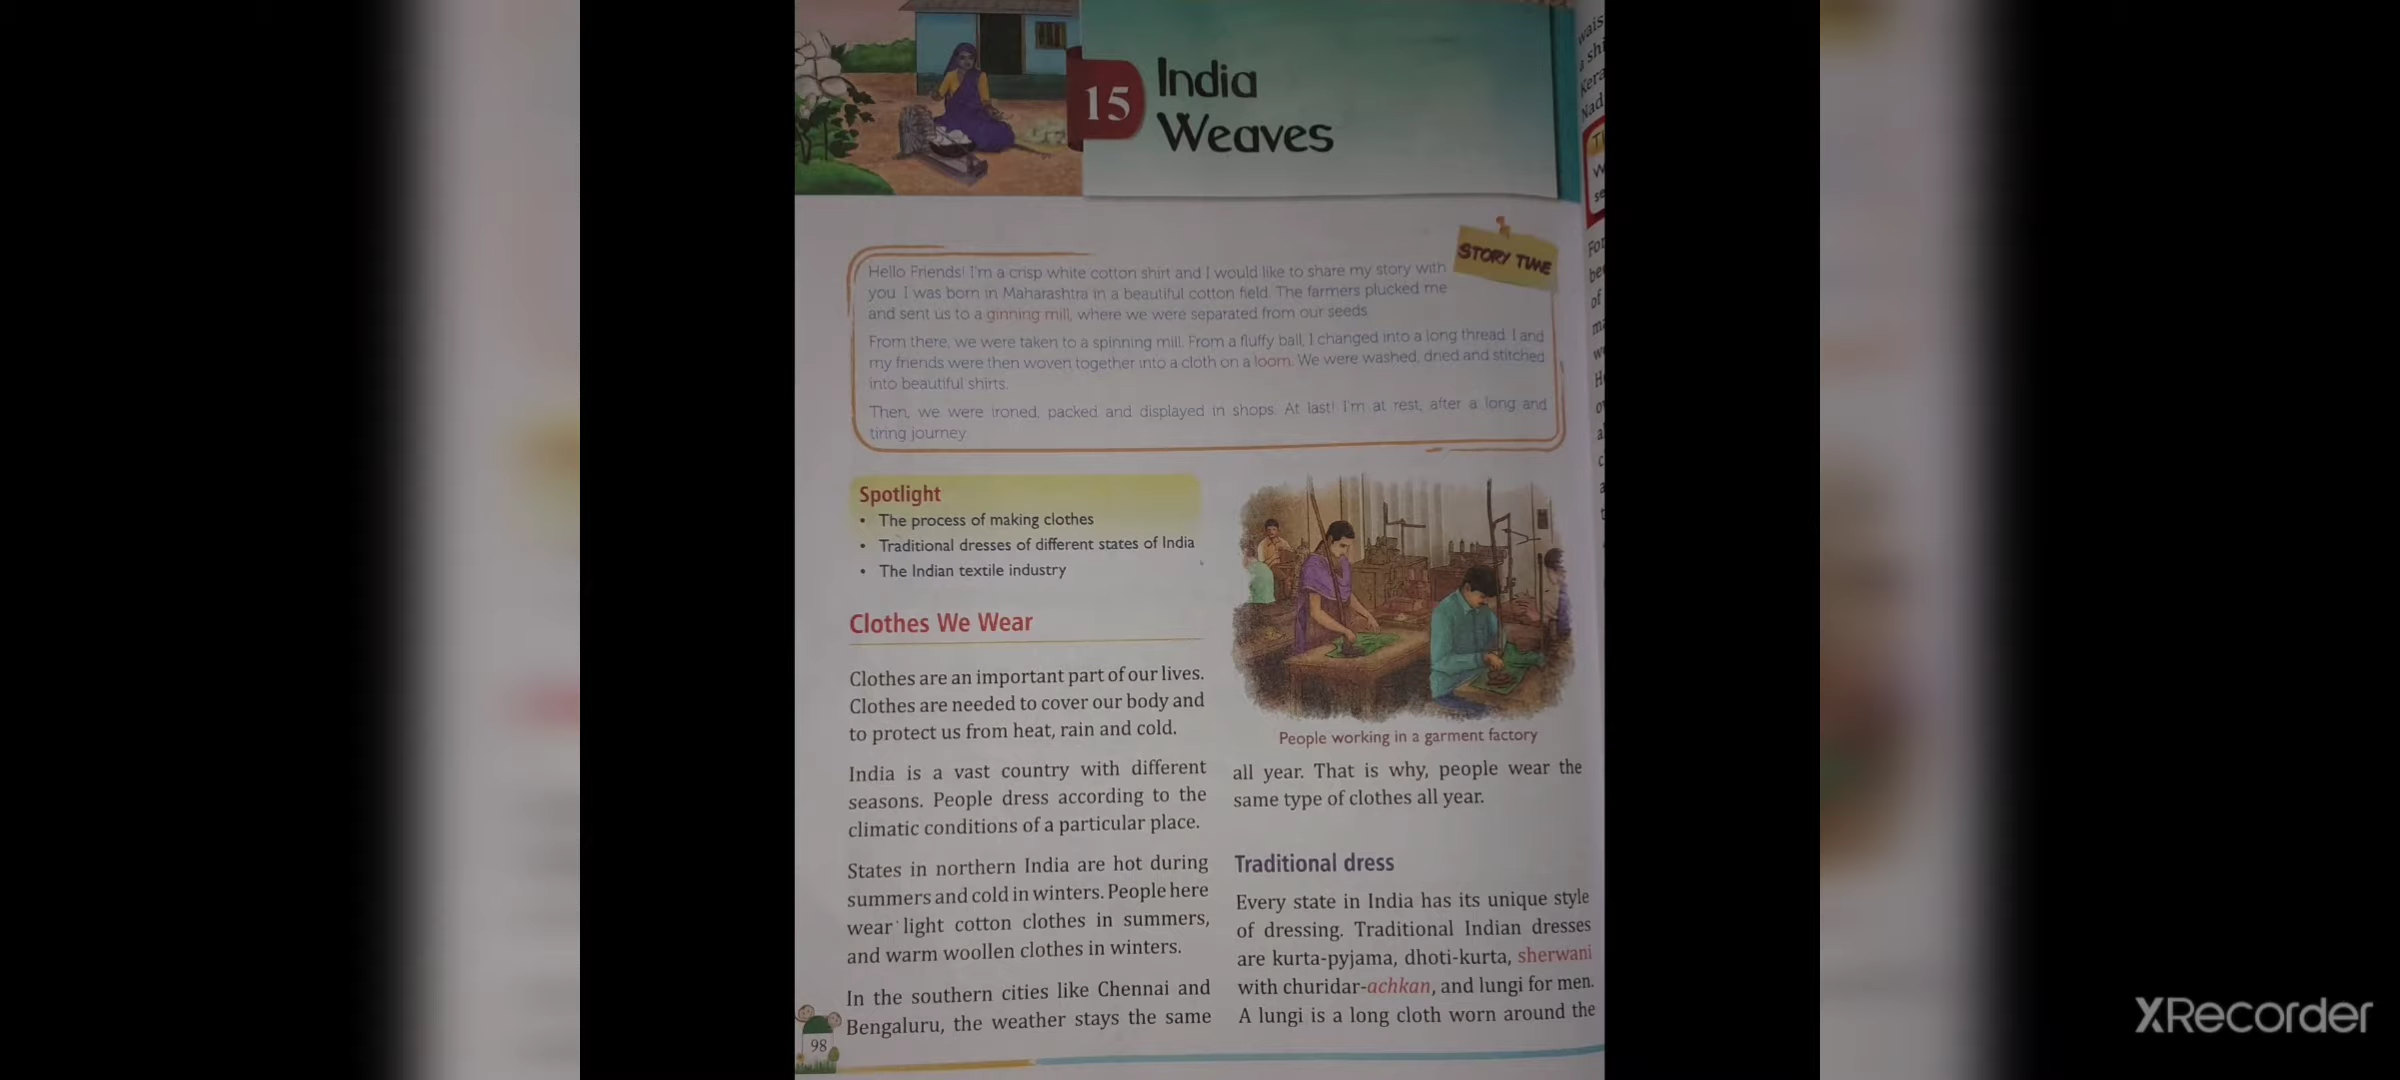 15
India
Weaves
STORY TIME
Hello Friends! I'm a crisp white cotton shirt and I would like to share my story with
you. I was born in Maharashtra in a beautiful cotton field. The farmers plucked me
and sent us to a ginning mill, where we were separated from our seeds.
From there, we were taken to a spinning mill. From a fluffy ball, I changed into a long thread. I and
my friends were then woven together into a cloth on a loom. We were washed, dried and stitched
into beautiful shirts.
Then, we were ironed, packed and displayed in shops. At last! I'm at rest, after a long and
tiring journey.
Spotlight
• The process of making clothes
• Traditional dresses of different states of India
• The Indian textile industry
Clothes We Wear
Clothes are an important part of our lives.
Clothes are needed to cover our body and
to protect us from heat, rain and cold.
India is a vast country with different
seasons. People dress according to the
climatic conditions of a particular place.
States in northern India are hot during
summers and cold in winters. People here
wear light cotton clothes in summers,
and warm woollen clothes in winters.
In the southern cities like Chennai and
Bengaluru, the weather stays the same
98
People working in a garment factory
all year. That is why, people wear the
same type of clothes all year.
Traditional dress
Every state in India has its unique style
of dressing. Traditional Indian dresses
are kurta-pyjama, dhoti-kurta, sherwani
with churidar-achkan, and lungi for men.
A lungi is a long cloth worn around the
XRecorder